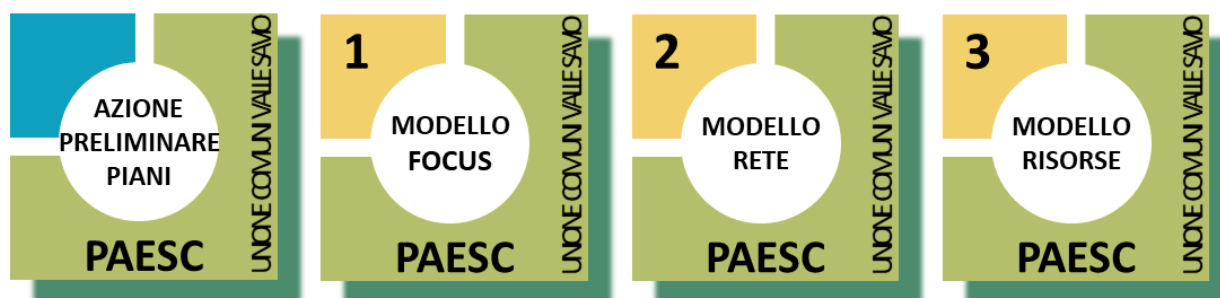 AZIONE
PRELIMINARE
PIANI
UNIONE COMUNI VALLE SAVIO
PAESC
1
MODELLO
FOCUS
UNIONE COMUNI VALLE SAVIO
PAESC
2
MODELLO
RETE
UNIONE COMUNI VALLE SAVIO
PAESC
3
MODELLO
RISORSE
UNIONE COMUNI VALLE SAVIO
PAESC